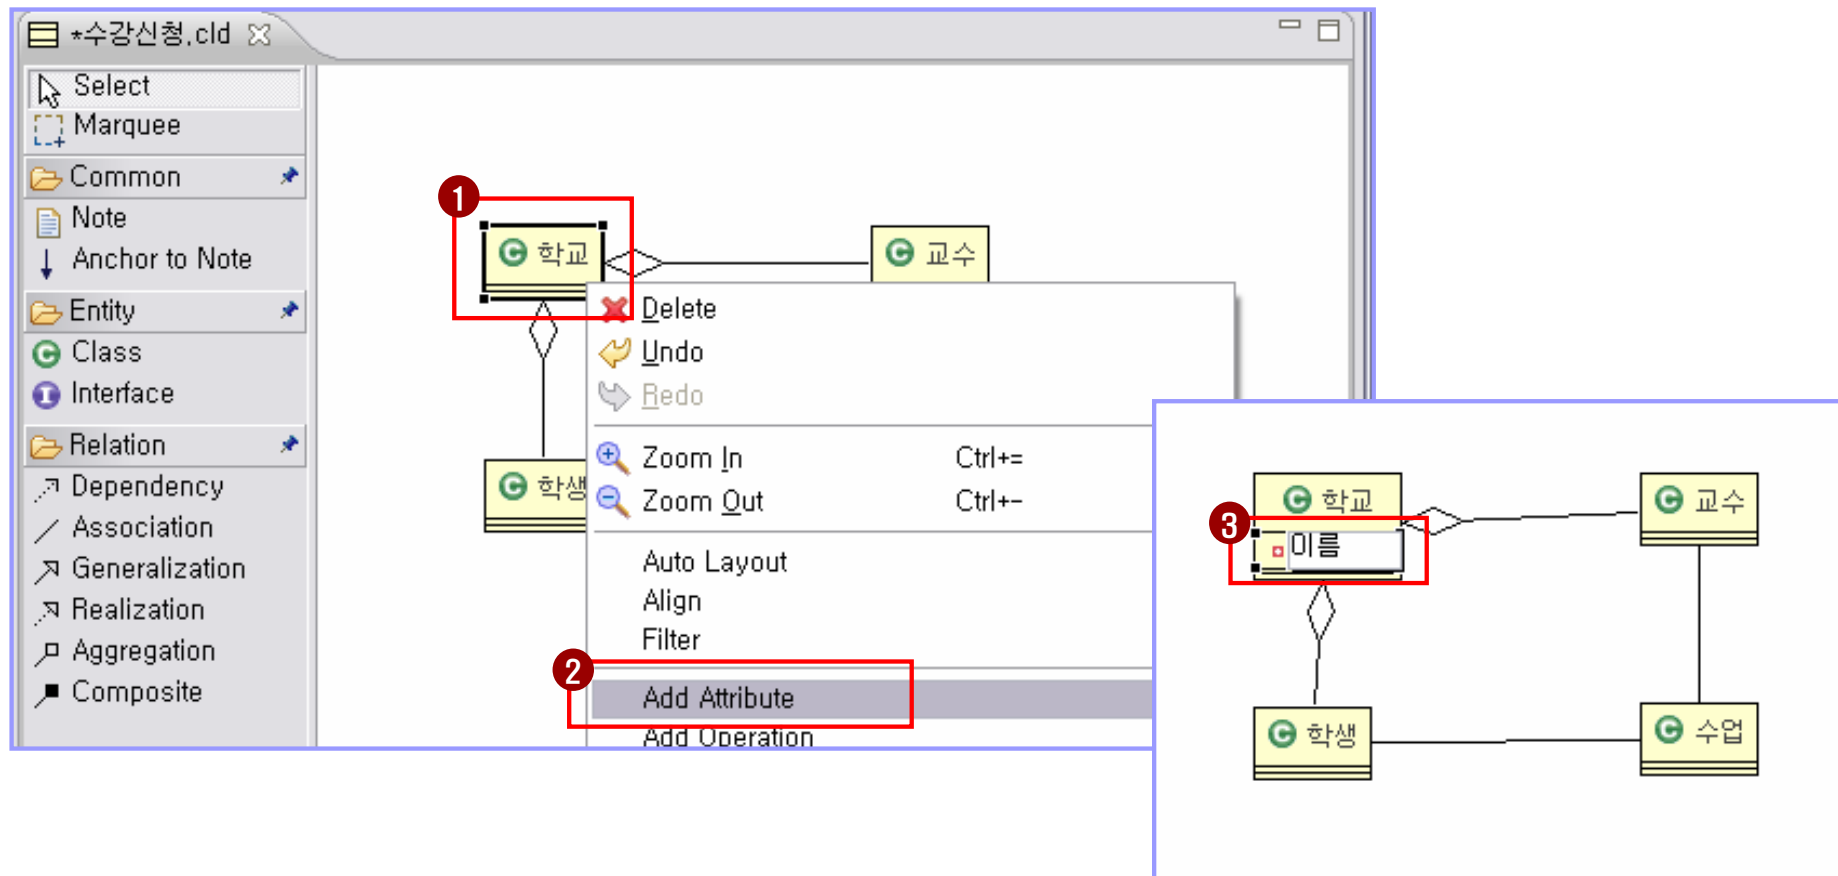 *수강신청.cld
Select
Marquee
Common
Note
Anchor to Note
Entity
Class
Interface
Relation
Dependency
Association
Generalization
Realization
Aggregation
Composite
1
C 학교
C 교수
C 학생
Delete
Undo
Redo
Zoom In Ctrl+=
Zoom Out Ctrl+-
Auto Layout
Align
Filter
2
Add Attribute
Add Operation
C 학교
3
이름
C 교수
C 학생
C 수업